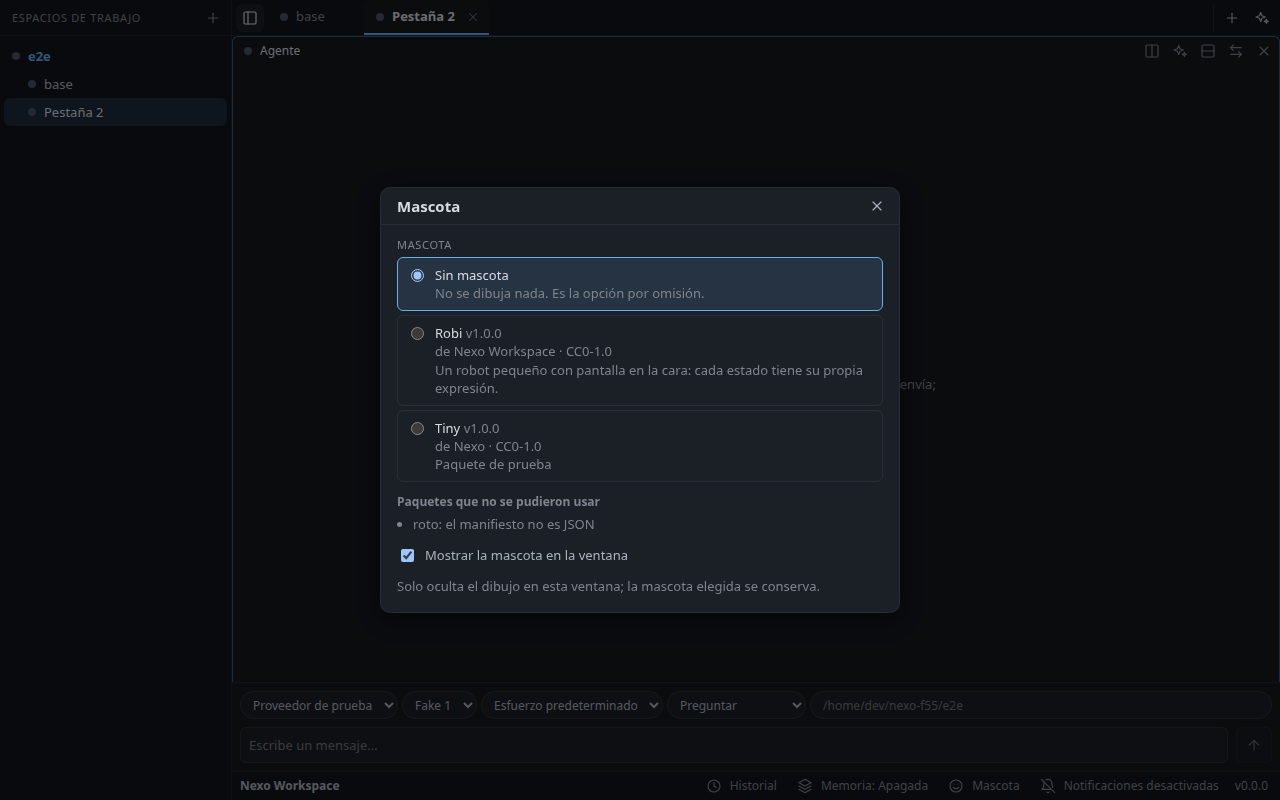 ESPACIOS DE TRABAJO
base
Pestaña 2
e2e
base
Pestaña 2
Agente
envía;
Mascota
MASCOTA
Sin mascota
No se dibuja nada. Es la opción por omisión.
Robi v1.0.0
de Nexo Workspace · CC0-1.0
Un robot pequeño con pantalla en la cara: cada estado tiene su propia
expresión.
Tiny v1.0.0
de Nexo · CC0-1.0
Paquete de prueba
Paquetes que no se pudieron usar
roto: el manifiesto no es JSON
Mostrar la mascota en la ventana
Solo oculta el dibujo en esta ventana; la mascota elegida se conserva.
Proveedor de prueba
Fake 1
Esfuerzo predeterminado
Preguntar
/home/dev/nexo-f55/e2e
Escribe un mensaje...
Nexo Workspace
Historial
Memoria: Apagada
Mascota
Notificaciones desactivadas
v0.0.0